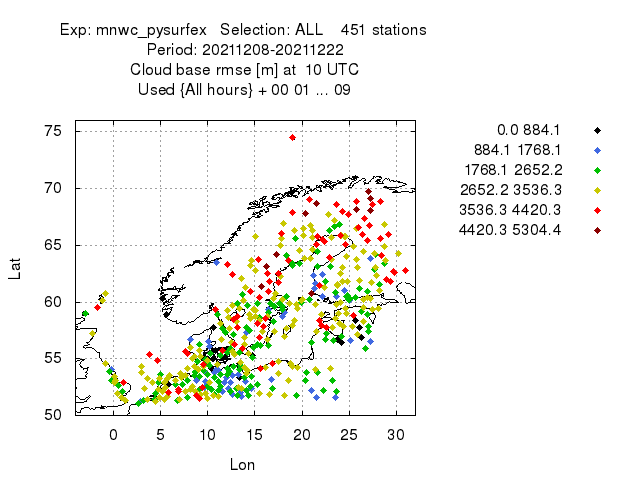 Exp: mnwc_pysurfex   Selection: ALL    451 stations
Period: 20211208-20211222
Cloud base rmse [m] at  10 UTC
Used {All hours} + 00 01 ... 09
0.0 884.1
884.1 1768.1
1768.1 2652.2
2652.2 3536.3
3536.3 4420.3
4420.3 5304.4
75
70
65
60
55
50
Lat
0 5 10 15 20 25 30
Lon